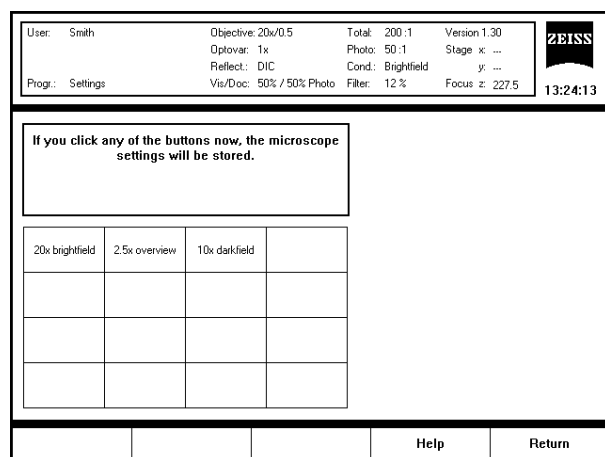 User: Smith Objective: 20x/0.5 Total: 200:1 Version 1.30
Optovar: 1x Photo: 50:1 Stage x: ...
Reflect.: DIC Cond.: Brightfield y: ...
Progr.: Settings Vis/Doc: 50% / 50% Photo Filter: 12 % Focus z: 227.5
ZEISS
13:24:13
If you click any of the buttons now, the microscope
settings will be stored.
20x brightfield 2.5x overview 10x darkfield
Help Return